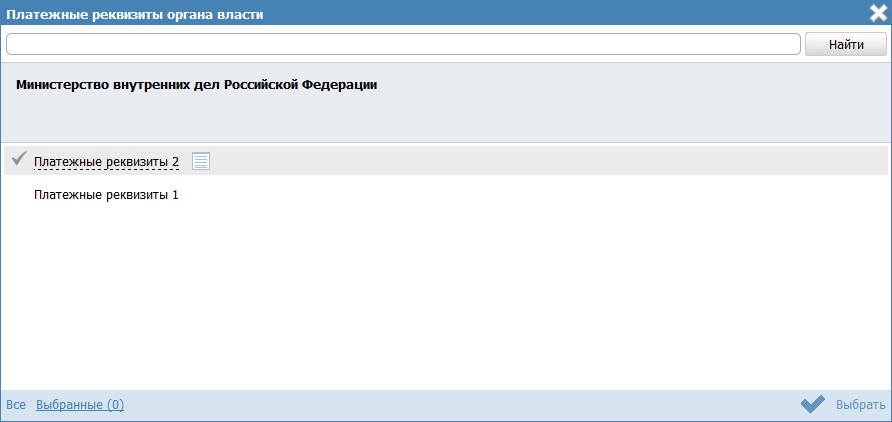 Платежные реквизиты органа власти
Найти
Министерство внутренних дел Российской Федерации
Платежные реквизиты 2
Платежные реквизиты 1
Все Выбранные (0) Выбрать